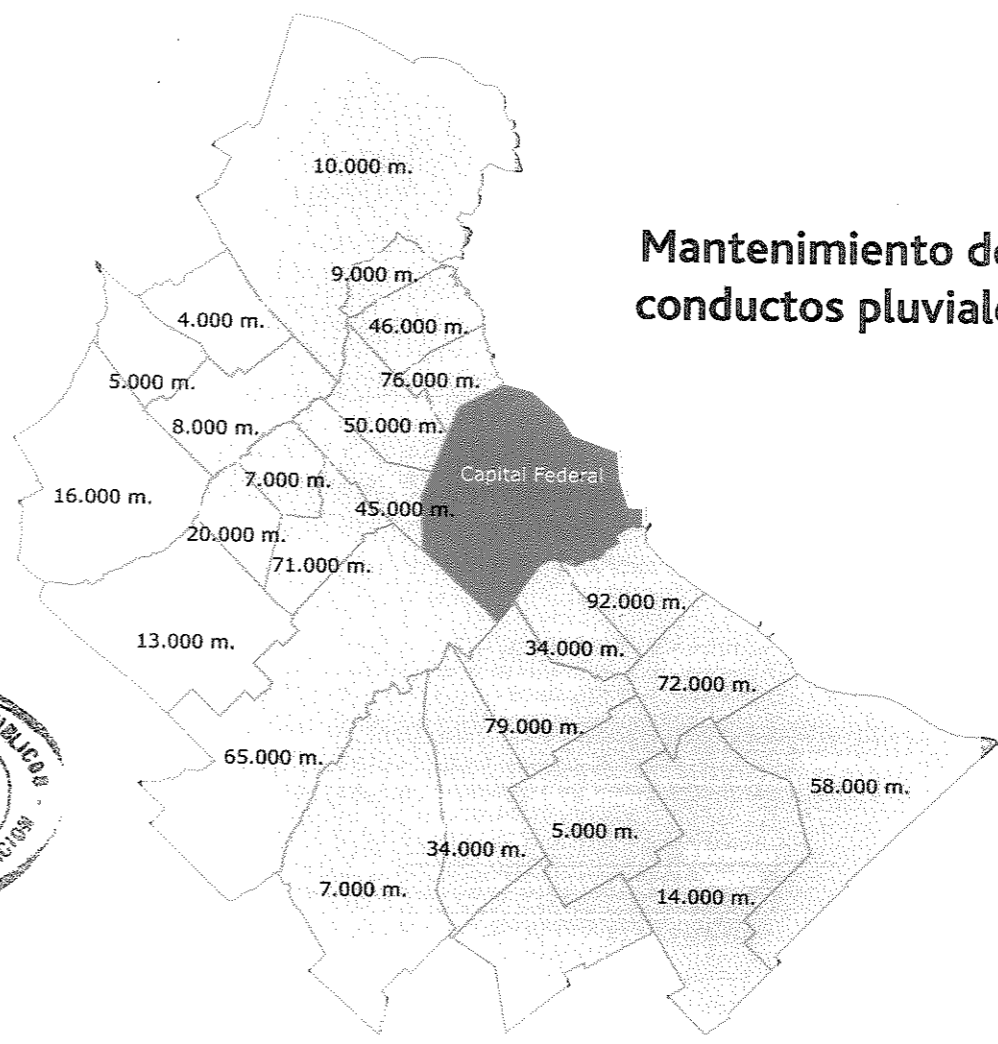 10.000 m.
Mantenimiento de
conductos pluviale
9.000 m.
4.000 m.
46.000 m.
5.000 m.
76.000 m.
8.000 m.
50.000 m.
Capital Federal
7.000 m.
16.000 m.
45.000 m.
20.000 m.
71.000 m.
92.000 m.
13.000 m.
34.000 m.
72.000 m.
79.000 m.
65.000 m.
58.000 m.
5.000 m.
34.000 m.
7.000 m.
14.000 m.